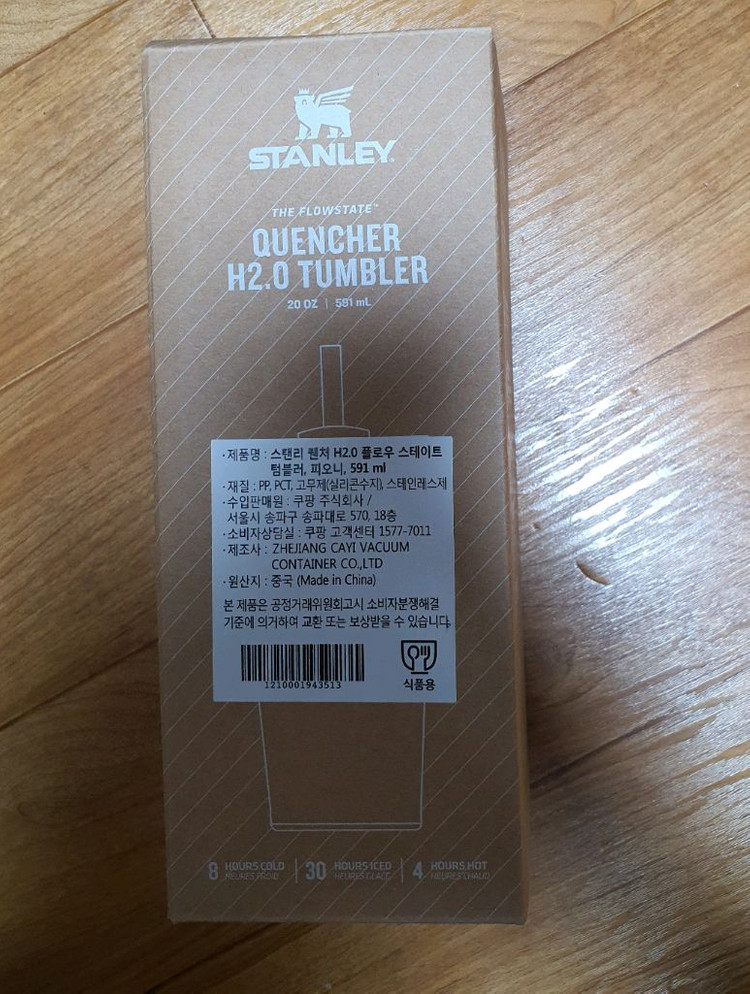 STANLEY
THE FLOWSTATE™
QUENCHER
H2.0 TUMBLER
20 OZ | 591 mL
·제품명 : 스탠리 퀜처 H2.0 플로우 스테이트
텀블러, 피오니, 591 ml
·재질 : PP, PCT, 고무제(실리콘수지), 스테인레스제
·수입판매원 : 쿠팡 주식회사 /
서울시 송파구 송파대로 570, 18층
·소비자상담실 : 쿠팡 고객센터 1577-7011
·제조사 : ZHEJIANG CAYI VACUUM
CONTAINER CO.,LTD
·원산지 : 중국 (Made in China)
본 제품은 공정거래위원회고시 소비자분쟁해결
기준에 의거하여 교환 또는 보상받을 수 있습니다.
1210001943513
식품용
8 HOURS COLD | 30 HOURS ICED | 4 HOURS HOT
HEURES FROID HEURES GLACÉ HEURES CHAUD